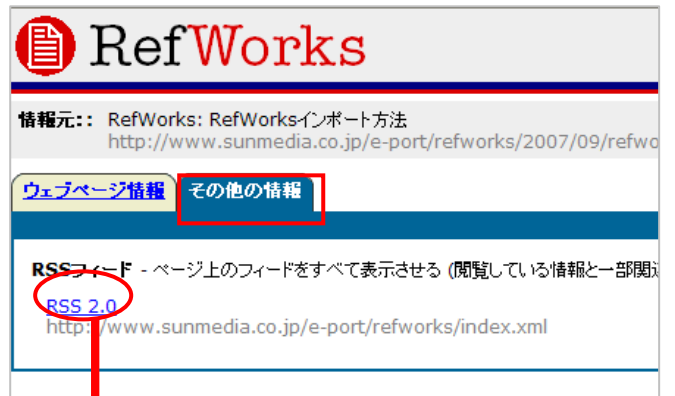 RefWorks
情報元:: RefWorks: RefWorksインポート方法
http://www.sunmedia.co.jp/e-port/refworks/2007/09/refwo
ウェブページ情報 その他の情報
RSSフィード - ページ上のフィードをすべて表示させる (閲覧している情報と一部関連
RSS 2.0
http://www.sunmedia.co.jp/e-port/refworks/index.xml